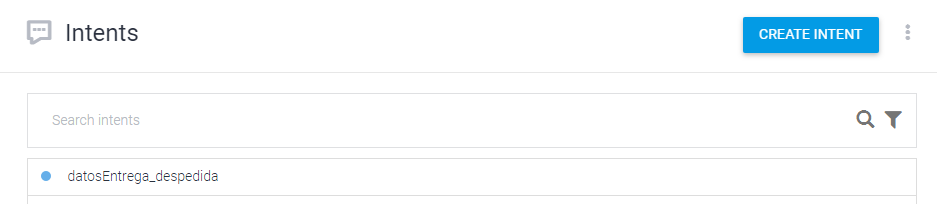 Intents
CREATE INTENT
Search intents
datosEntrega_despedida